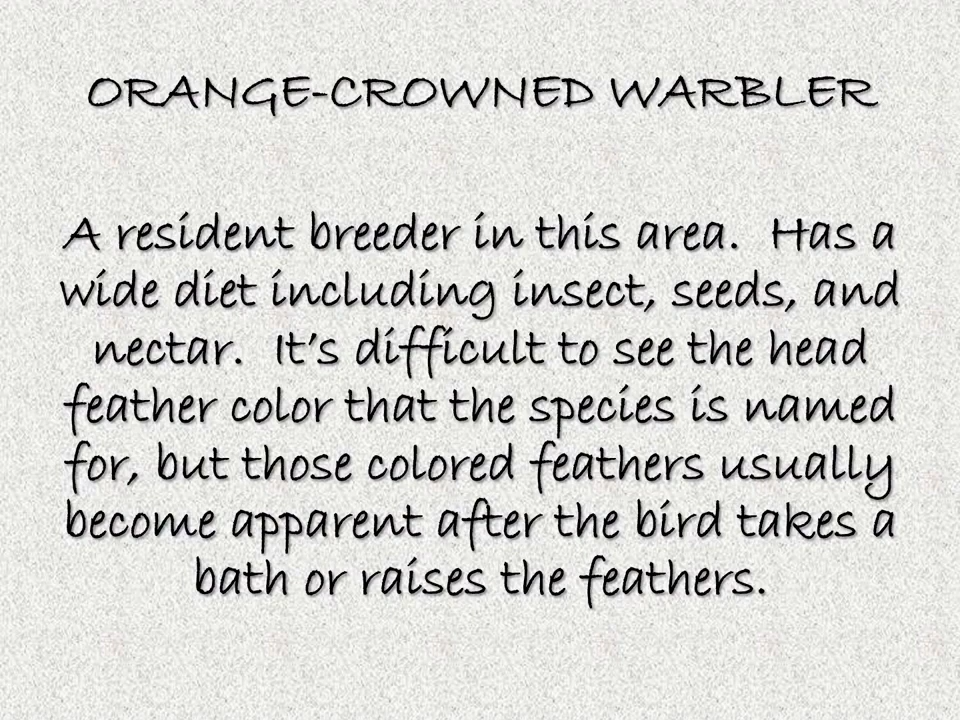 ORANGE-CROWNED WARBLER
A resident breeder in this area. Has a
wide diet including insect, seeds, and
nectar. It's difficult to see the head
feather color that the species is named
for, but those colored feathers usually
become apparent after the bird takes a
bath or raises the feathers.